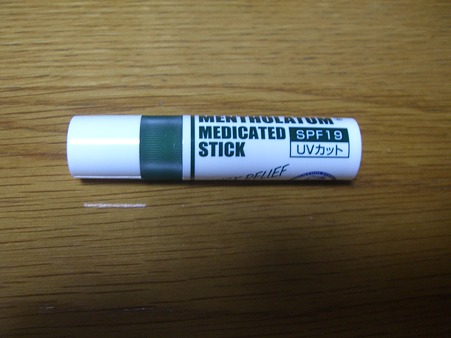 MENTHOLATUM®
MEDICATED
STICK
SPF19
UVカット
RELIEF